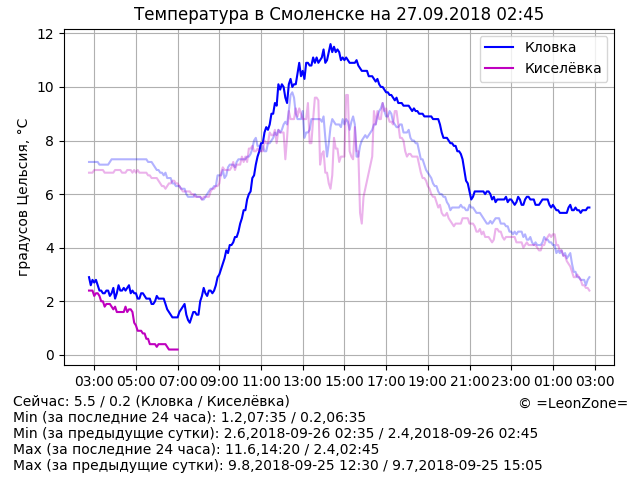 Температура в Смоленске на 27.09.2018 02:45
Кловка
Киселёвка
градусов Цельсия, °C
12
10
8
6
4
2
0
03:00 05:00 07:00 09:00 11:00 13:00 15:00 17:00 19:00 21:00 23:00 01:00 03:00
Сейчас: 5.5 / 0.2 (Кловка / Киселёвка)
© =LeonZone=
Min (за последние 24 часа): 1.2,07:35 / 0.2,06:35
Min (за предыдущие сутки): 2.6,2018-09-26 02:35 / 2.4,2018-09-26 02:45
Max (за последние 24 часа): 11.6,14:20 / 2.4,02:45
Max (за предыдущие сутки): 9.8,2018-09-25 12:30 / 9.7,2018-09-25 15:05